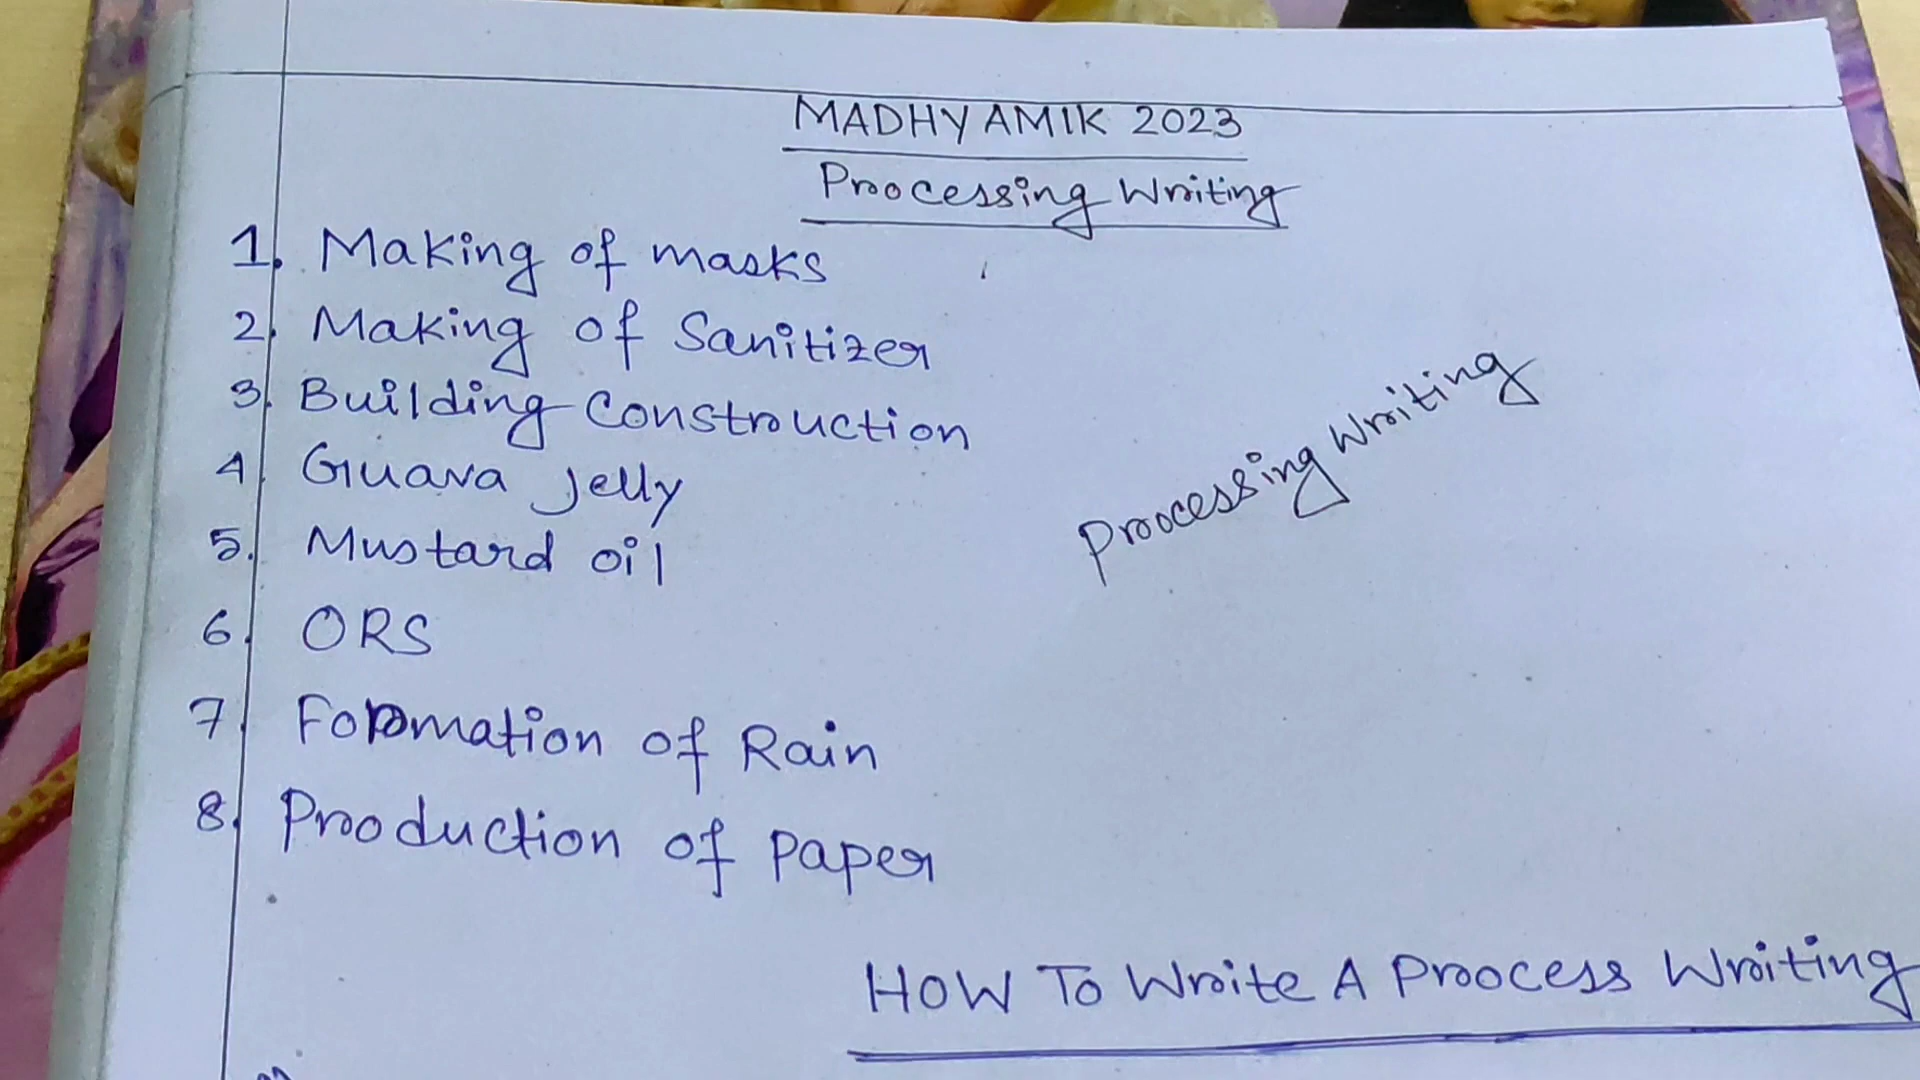 MADHYAMIK 2023
Processing Writing
1. Making of masks
2. Making of Sanitizer
3. Building Construction
4. Guava Jelly
5. Mustard oil
6. ORS
7. Formation of Rain
8. Production of paper
Processing Writing
HOW To Write A Process Writing